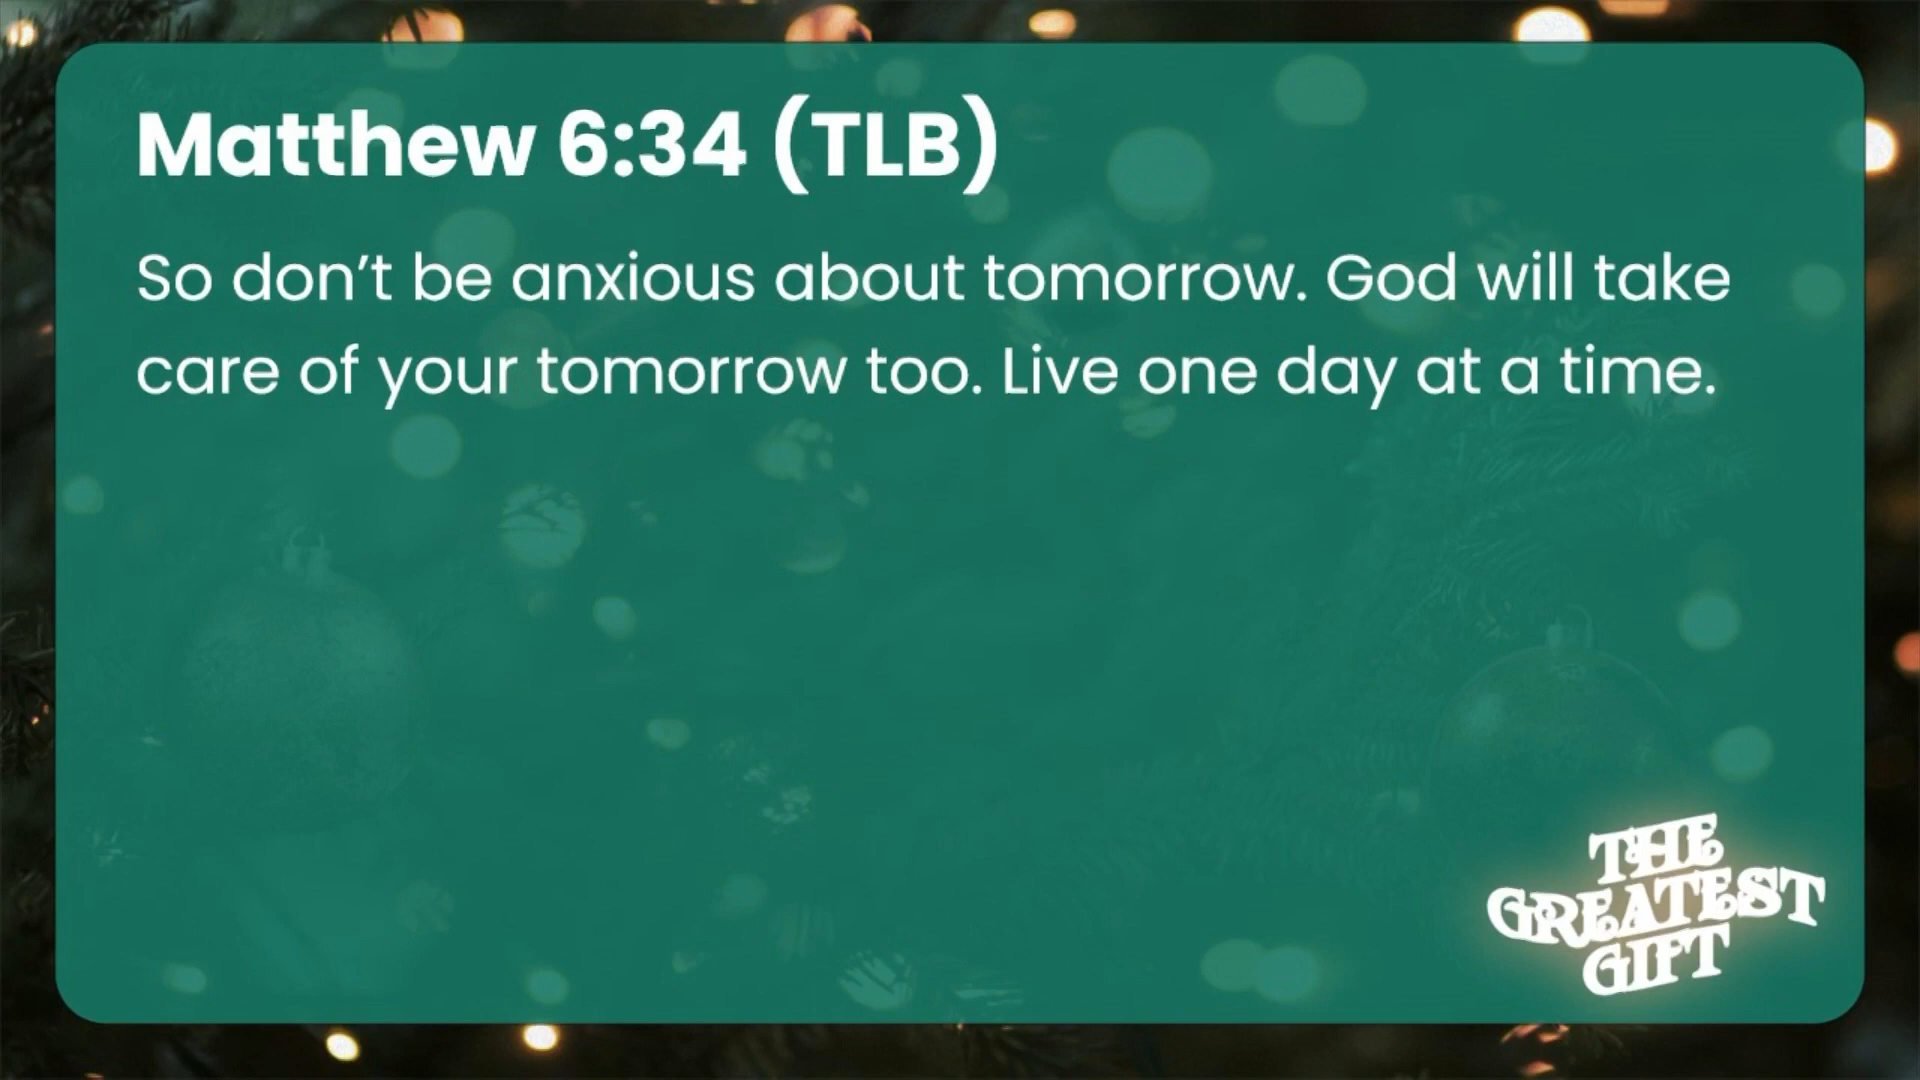 Matthew 6:34 (TLB)
So don’t be anxious about tomorrow. God will take
care of your tomorrow too. Live one day at a time.
THE
GREATEST
GIFT